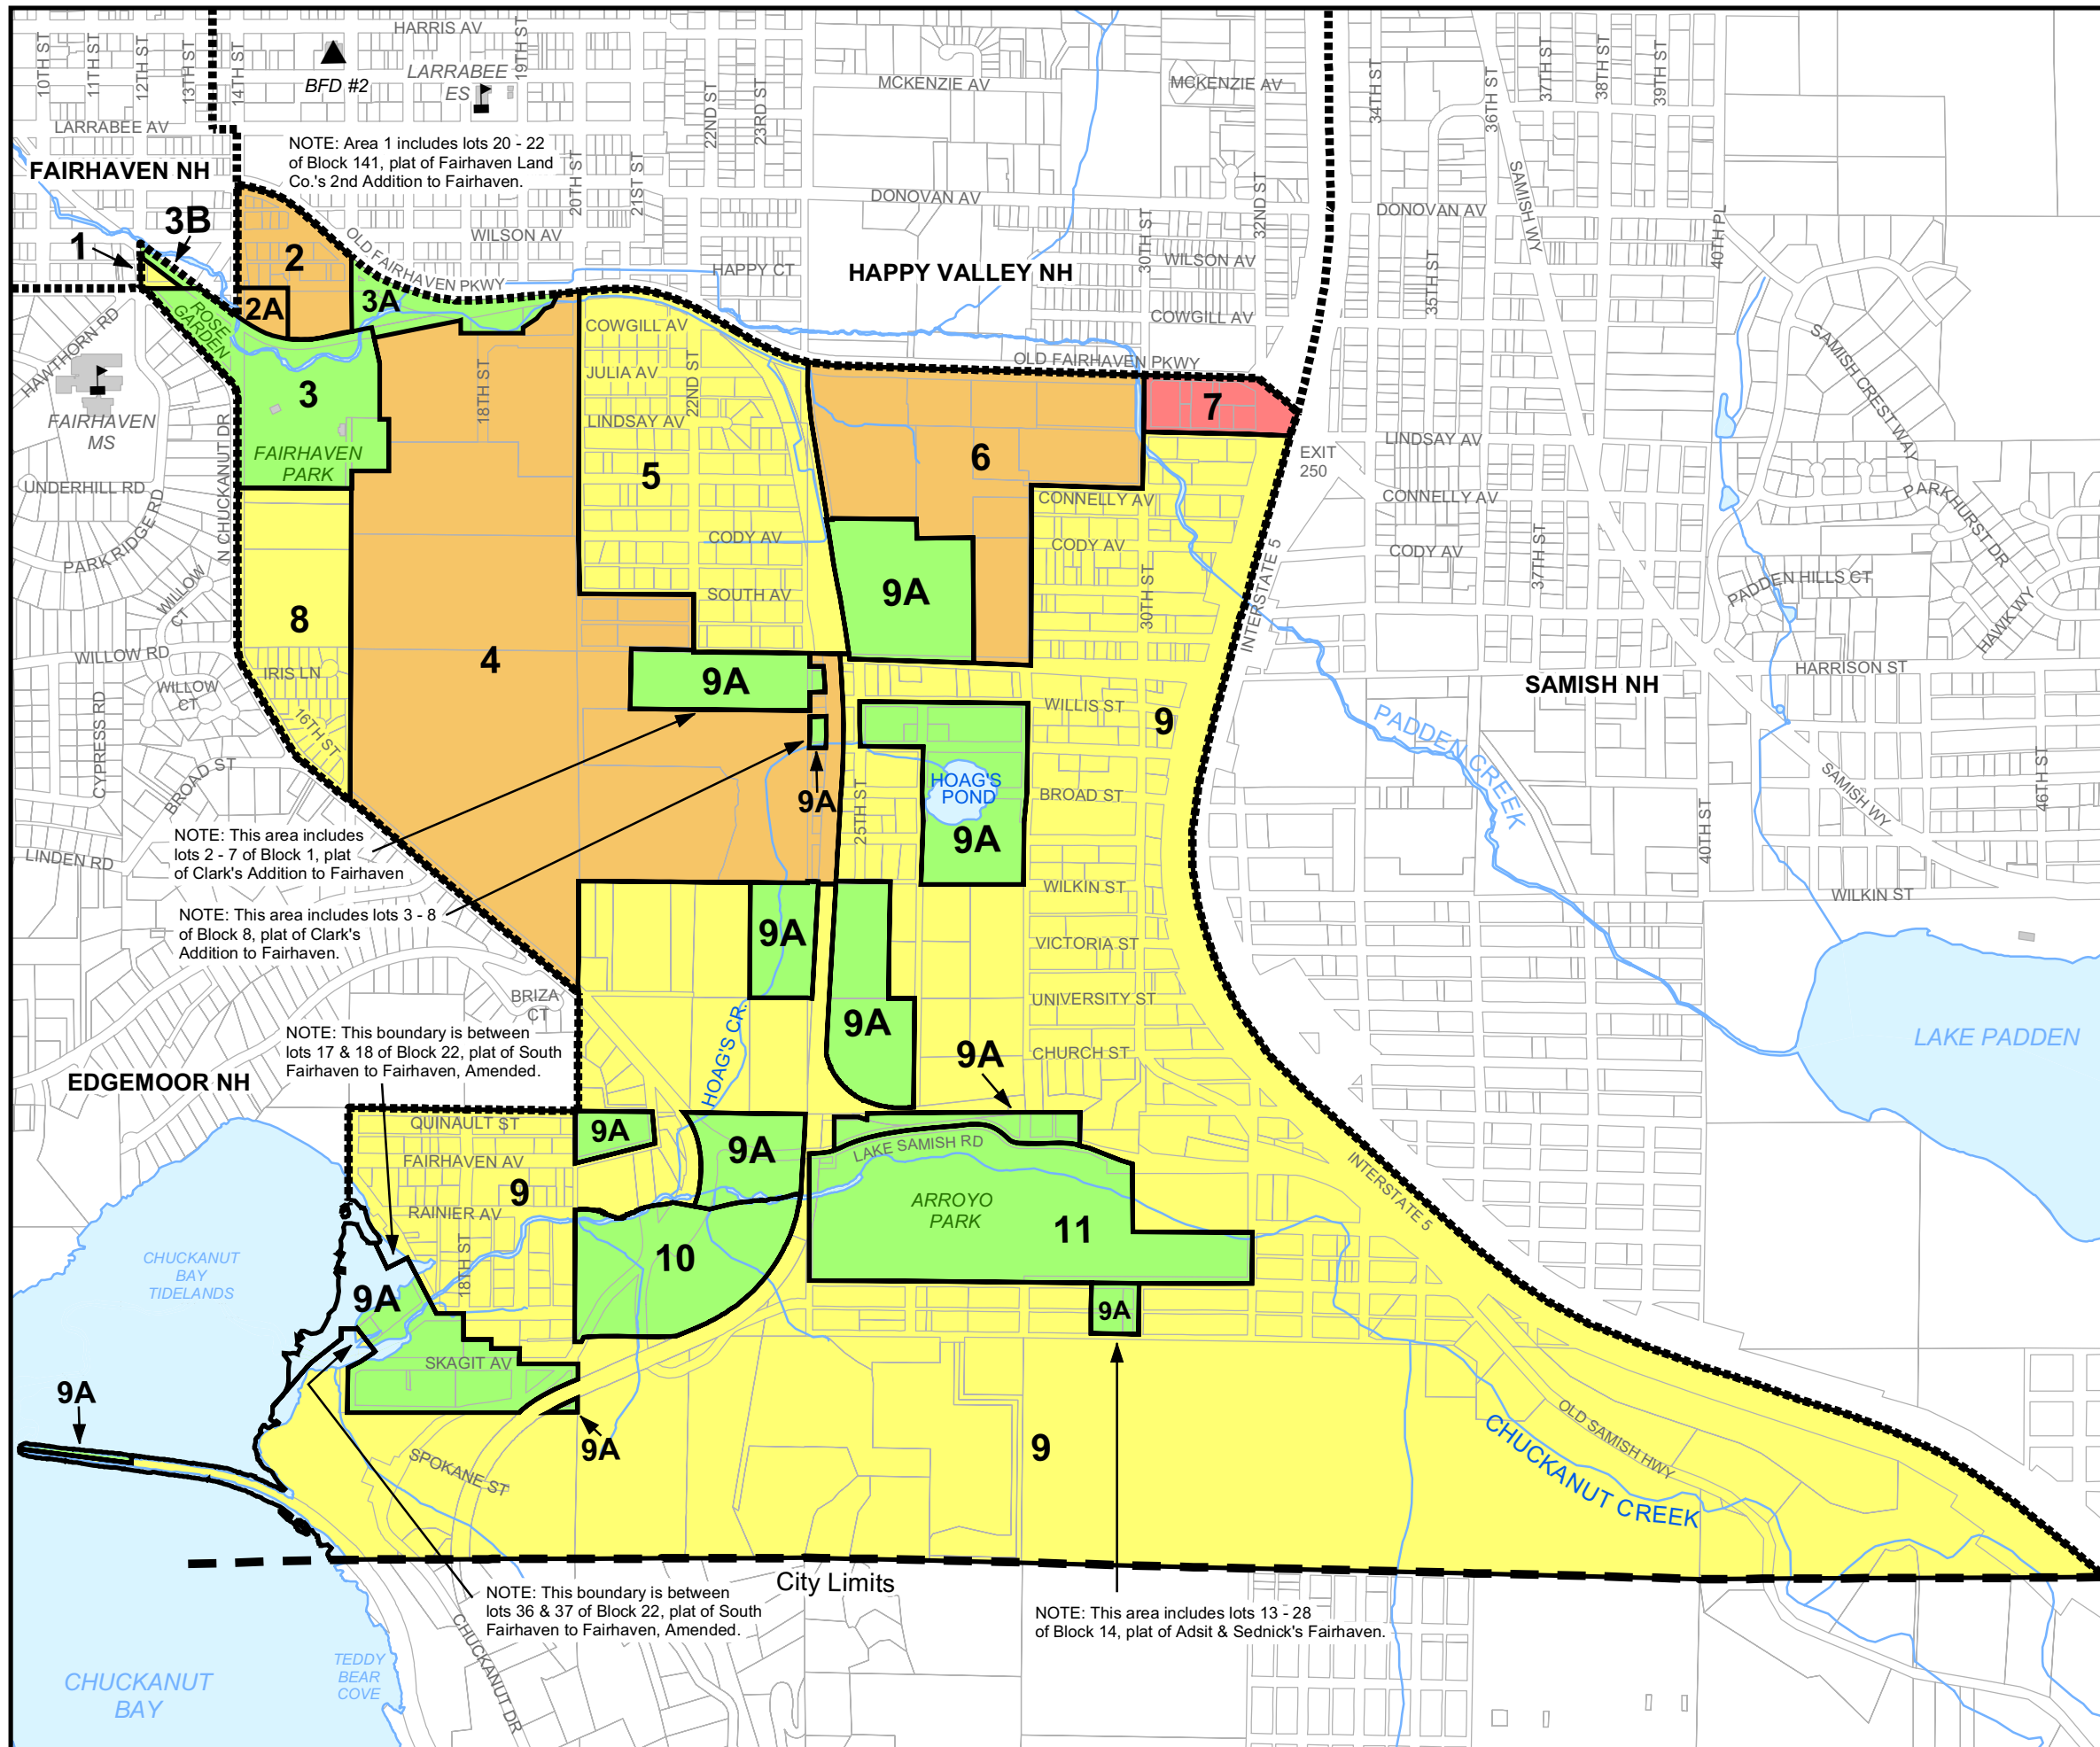 HARRIS AV
10TH ST
11TH ST
12TH ST
13TH ST
14TH ST
19TH ST
BFD #2
LARRABEE
ES
22ND ST
23RD ST
MCKENZIE AV
MCKENZIE AV
34TH ST
36TH ST
37TH ST
38TH ST
39TH ST
LARRABEE AV
NOTE: Area 1 includes lots 20 - 22
of Block 141, plat of Fairhaven Land
Co.'s 2nd Addition to Fairhaven.
FAIRHAVEN NH
20TH ST
21ST ST
DONOVAN AV
32ND ST
DONOVAN AV
SAMISH WY
40TH PL
3B
1
2
OLD FAIRHAVEN PKWY
WILSON AV
HAPPY CT
HAPPY VALLEY NH
30TH ST
WILSON AV
35TH ST
2A
3A
ROSE
GARDEN
COWGILL AV
COWGILL AV
HAWTHORN RD
JULIA AV
22ND ST
OLD FAIRHAVEN PKWY
SAMISH CREST WAY
18TH ST
3
7
FAIRHAVEN
MS
N CHUCKANUT DR
LINDSAY AV
LINDSAY AV
FAIRHAVEN
PARK
5
6
EXIT
250
UNDERHILL RD
CONNELLY AV
CONNELLY AV
PARKHURST DR
PARK RIDGE RD
CODY AV
CODY AV
CODY AV
37TH ST
WILLOW
CT
SOUTH AV
9A
30TH ST
INTERSTATE 5
PADDEN HILLS CT
HAWK WY
8
4
WILLOW RD
IRIS LN
9A
HARRISON ST
SAMISH NH
WILLOW
CT
CYPRESS RD
16TH ST
WILLIS ST
9
PADDEN CREEK
BROAD ST
HOAG'S
POND
BROAD ST
SAMISH WY
46TH ST
9A
25TH ST
9A
40TH ST
NOTE: This area includes
lots 2 - 7 of Block 1, plat
of Clark's Addition to Fairhaven
LINDEN RD
WILKIN ST
WILKIN ST
NOTE: This area includes lots 3 - 8
of Block 8, plat of Clark's
Addition to Fairhaven.
9A
VICTORIA ST
BRIZA
CT
UNIVERSITY ST
HOAG'S CR.
9A
LAKE PADDEN
NOTE: This boundary is between
lots 17 & 18 of Block 22, plat of South
Fairhaven to Fairhaven, Amended.
9A
CHURCH ST
EDGEMOOR NH
QUINAULT ST
9A
9A
LAKE SAMISH RD
FAIRHAVEN AV
INTERSTATE 5
9
RAINIER AV
ARROYO
PARK
11
18TH ST
10
CHUCKANUT
BAY
TIDELANDS
9A
9A
SKAGIT AV
9A
9A
9
SPOKANE ST
OLD SAMISH HWY
CHUCKANUT CREEK
City Limits
NOTE: This boundary is between
lots 36 & 37 of Block 22, plat of South
Fairhaven to Fairhaven, Amended.
NOTE: This area includes lots 13 - 28
of Block 14, plat of Adsit & Sednick's Fairhaven.
CHUCKANUT DR
TEDDY
BEAR
COVE
CHUCKANUT
BAY